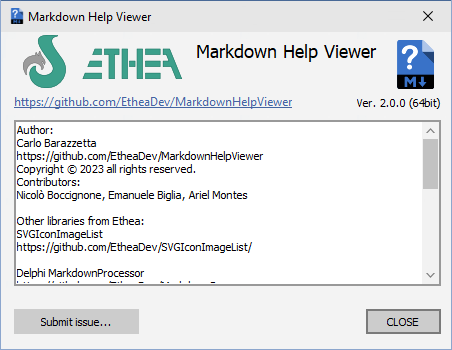 Markdown Help Viewer
ETHEA
Markdown Help Viewer
?
M
https://github.com/EtheaDev/MarkdownHelpViewer
Ver. 2.0.0 (64bit)
Author:
Carlo Barazzetta
https://github.com/EtheaDev/MarkdownHelpViewer
Copyright © 2023 all rights reserved.
Contributors:
Nicolò Boccignone, Emanuele Biglia, Ariel Montes
Other libraries from Ethea:
SVGIconImageList
https://github.com/EtheaDev/SVGIconImageList/
Delphi MarkdownProcessor
Submit issue...
CLOSE